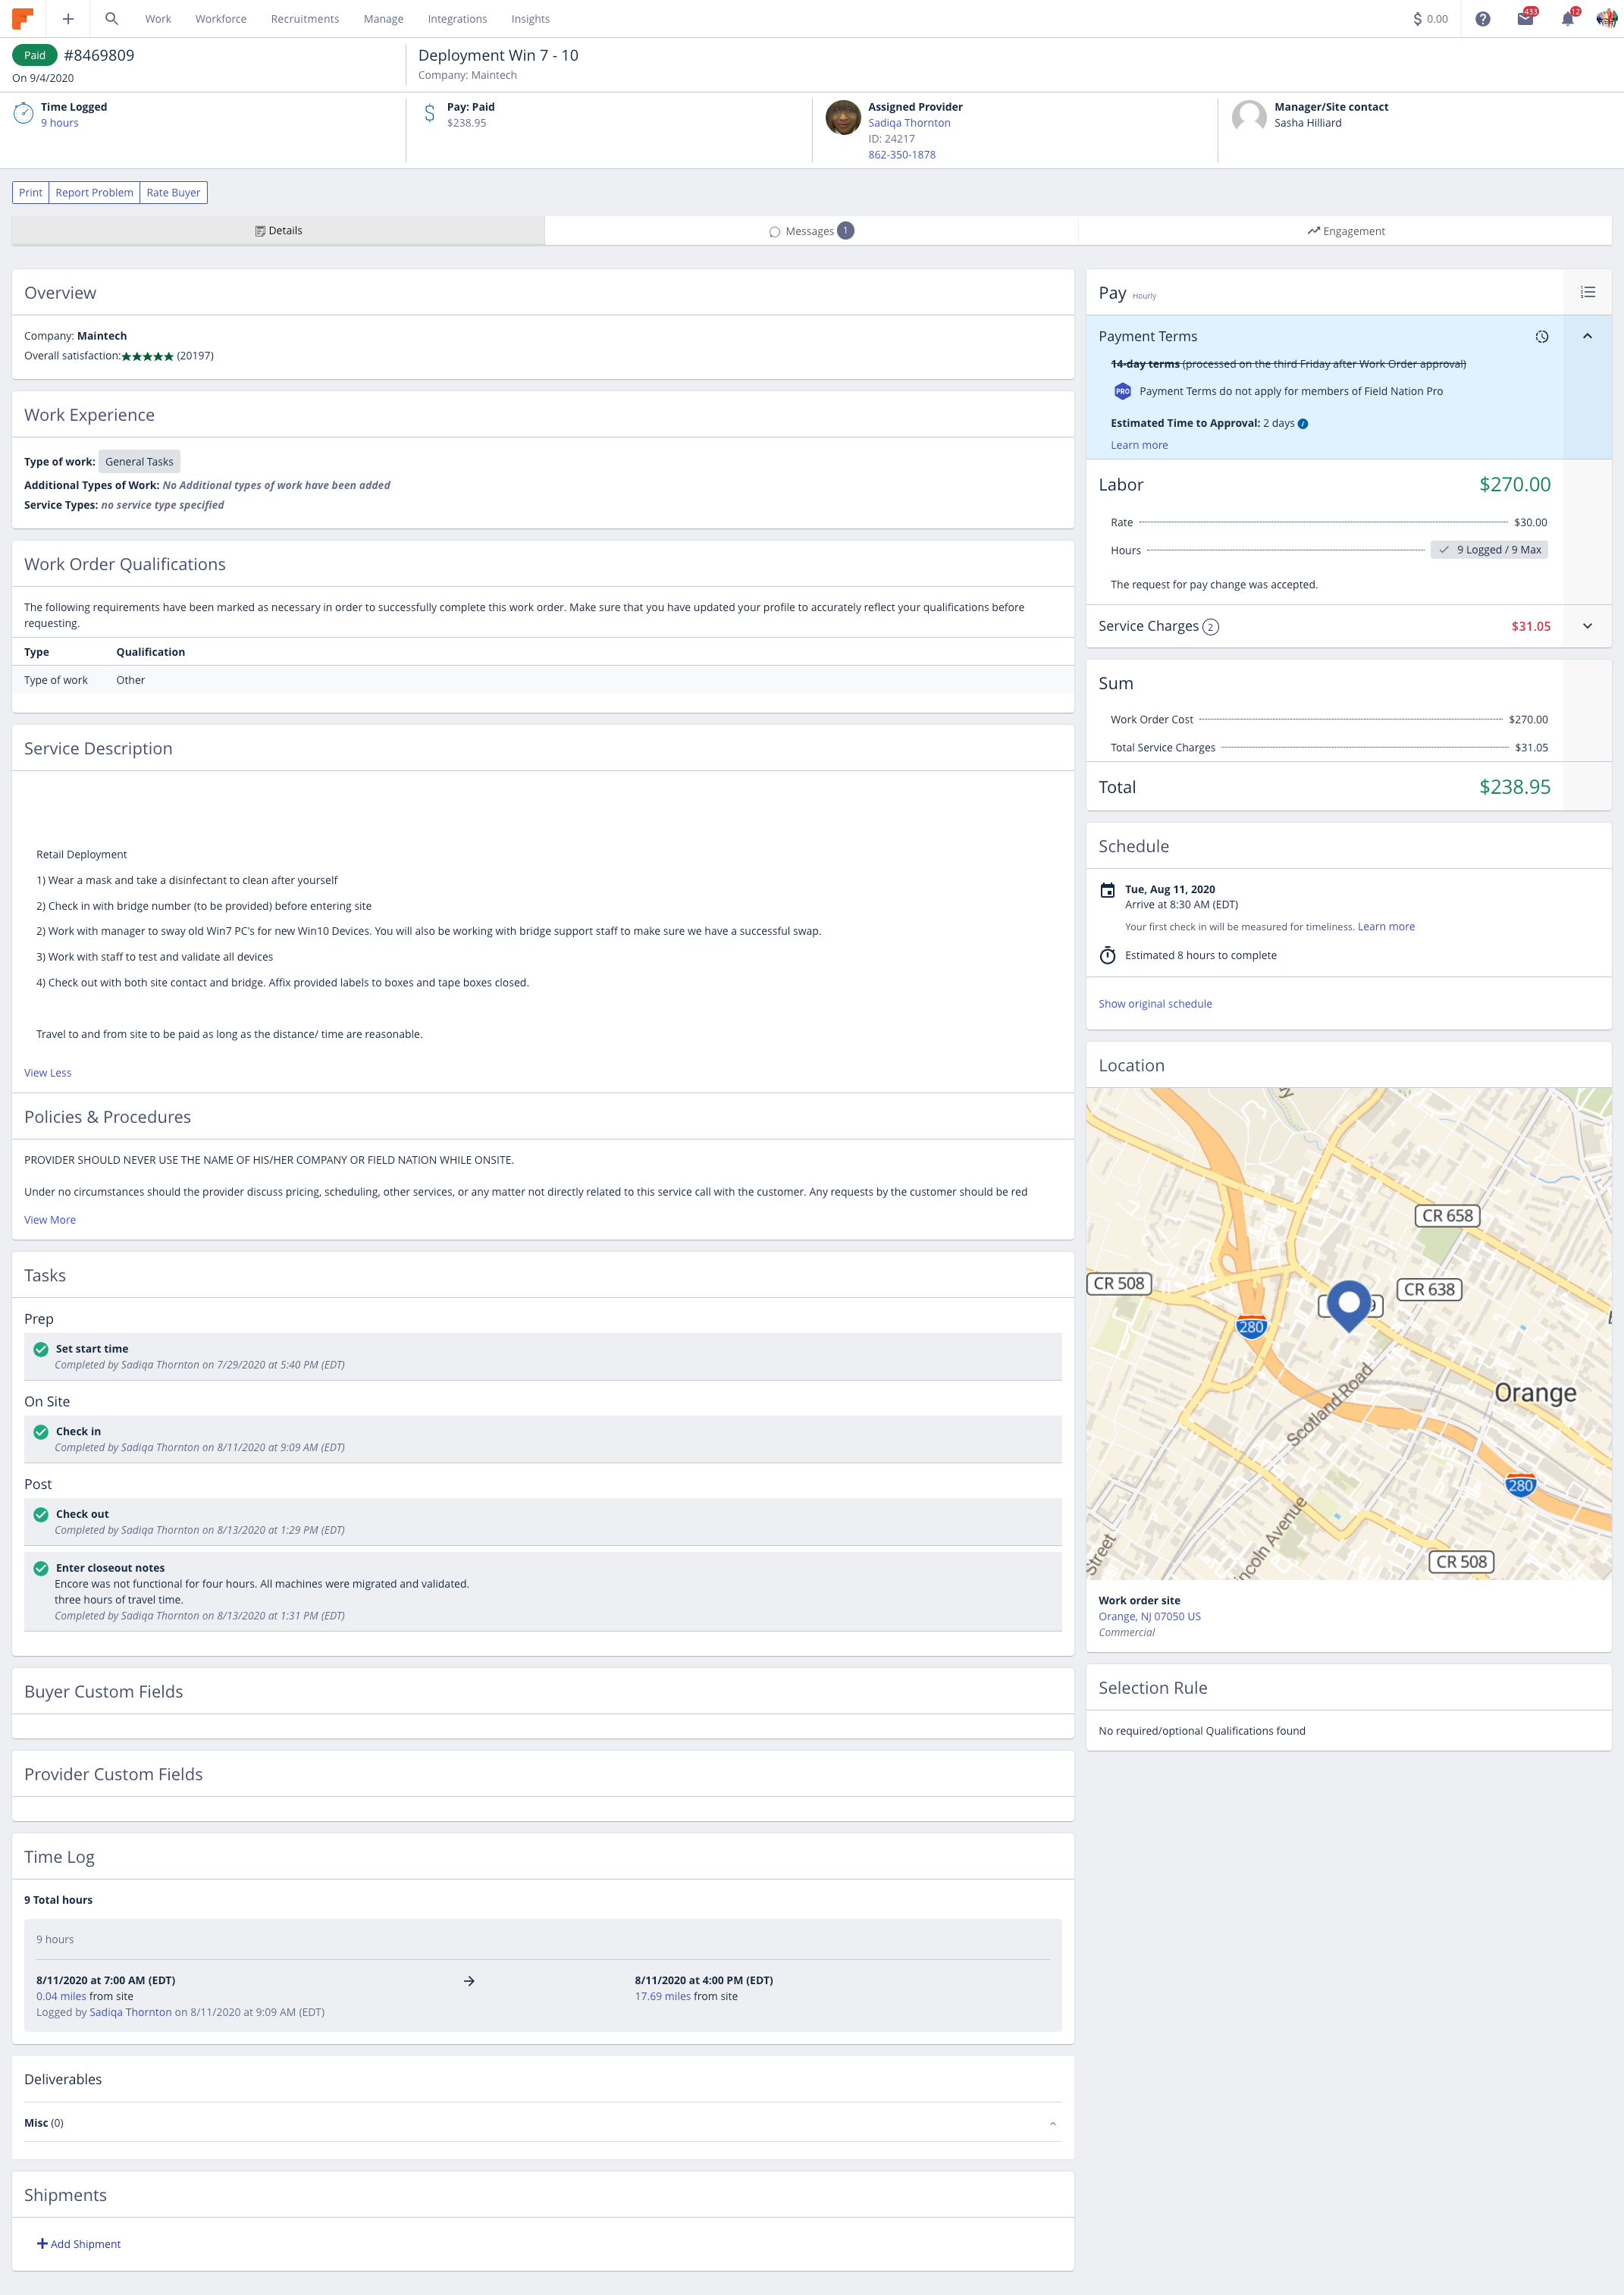 Work Workforce Recruitments Manage Integrations Insights
$ 0.00
433
12
Paid #8469809
On 9/4/2020
Deployment Win 7 - 10
Company: Maintech
Time Logged
9 hours
Pay: Paid
$238.95
Assigned Provider
Sadiqa Thornton
ID: 24217
862-350-1878
Manager/Site contact
Sasha Hilliard
Print Report Problem Rate Buyer
Details
Messages 1
Engagement
Overview
Company: Maintech
Overall satisfaction:★★★★★ (20197)
Work Experience
Type of work: General Tasks
Additional Types of Work: No Additional types of work have been added
Service Types: no service type specified
Work Order Qualifications
The following requirements have been marked as necessary in order to successfully complete this work order. Make sure that you have updated your profile to accurately reflect your qualifications before
requesting.
Type Qualification
Type of work Other
Service Description
Retail Deployment
1) Wear a mask and take a disinfectant to clean after yourself
2) Check in with bridge number (to be provided) before entering site
2) Work with manager to sway old Win7 PC's for new Win10 Devices. You will also be working with bridge support staff to make sure we have a successful swap.
3) Work with staff to test and validate all devices
4) Check out with both site contact and bridge. Affix provided labels to boxes and tape boxes closed.
Travel to and from site to be paid as long as the distance/ time are reasonable.
View Less
Policies & Procedures
PROVIDER SHOULD NEVER USE THE NAME OF HIS/HER COMPANY OR FIELD NATION WHILE ONSITE.
Under no circumstances should the provider discuss pricing, scheduling, other services, or any matter not directly related to this service call with the customer. Any requests by the customer should be red
View More
Tasks
Prep
Set start time
Completed by Sadiqa Thornton on 7/29/2020 at 5:40 PM (EDT)
On Site
Check in
Completed by Sadiqa Thornton on 8/11/2020 at 9:09 AM (EDT)
Post
Check out
Completed by Sadiqa Thornton on 8/13/2020 at 1:29 PM (EDT)
Enter closeout notes
Encore was not functional for four hours. All machines were migrated and validated.
three hours of travel time.
Completed by Sadiqa Thornton on 8/13/2020 at 1:31 PM (EDT)
Buyer Custom Fields
Provider Custom Fields
Time Log
9 Total hours
9 hours
8/11/2020 at 7:00 AM (EDT)
0.04 miles from site
Logged by Sadiqa Thornton on 8/11/2020 at 9:09 AM (EDT)
8/11/2020 at 4:00 PM (EDT)
17.69 miles from site
Deliverables
Misc (0)
Shipments
Add Shipment
Pay Hourly
Payment Terms
14-day terms (processed on the third Friday after Work Order approval)
PRO Payment Terms do not apply for members of Field Nation Pro
Estimated Time to Approval: 2 days
Learn more
Labor $270.00
Rate $30.00
Hours 9 Logged / 9 Max
The request for pay change was accepted.
Service Charges 2 $31.05
Sum
Work Order Cost $270.00
Total Service Charges $31.05
Total $238.95
Schedule
Tue, Aug 11, 2020
Arrive at 8:30 AM (EDT)
Your first check in will be measured for timeliness. Learn more
Estimated 8 hours to complete
Show original schedule
Location
CR 658
CR 508
CR 638
280
Orange
Scotland Road
280
Street
CR 508
Work order site
Orange, NJ 07050 US
Commercial
Selection Rule
No required/optional Qualifications found